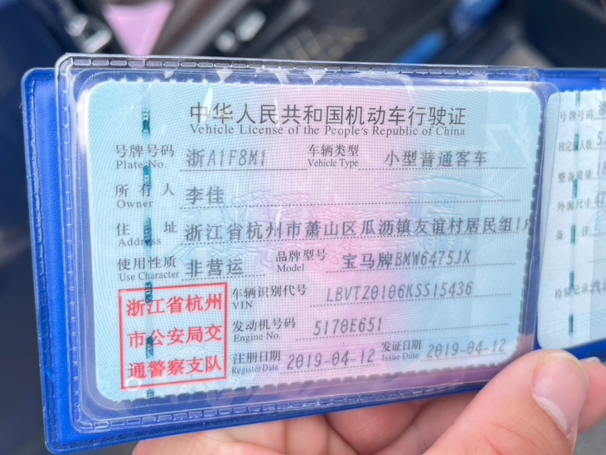 中华人民共和国机动车行驶证
Vehicle License of the People's Republic of China
号牌号码 浙A1F8M1 车辆类型 小型普通客车
Plate No. Vehicle Type
所有人 李佳
Owner
住址 浙江省杭州市萧山区瓜沥镇友谊村居民组1
Address
使用性质 非营运 品牌型号 宝马牌BMW6475JX
Use Character Model
车辆识别代号 LBVTZ0106KSS15436
VIN
发动机号码 5170E651
Engine No.
注册日期 2019-04-12 发证日期 2019-04-12
Register Date Issue Date
浙江省杭州
市公安局交
通警察支队
号牌号码